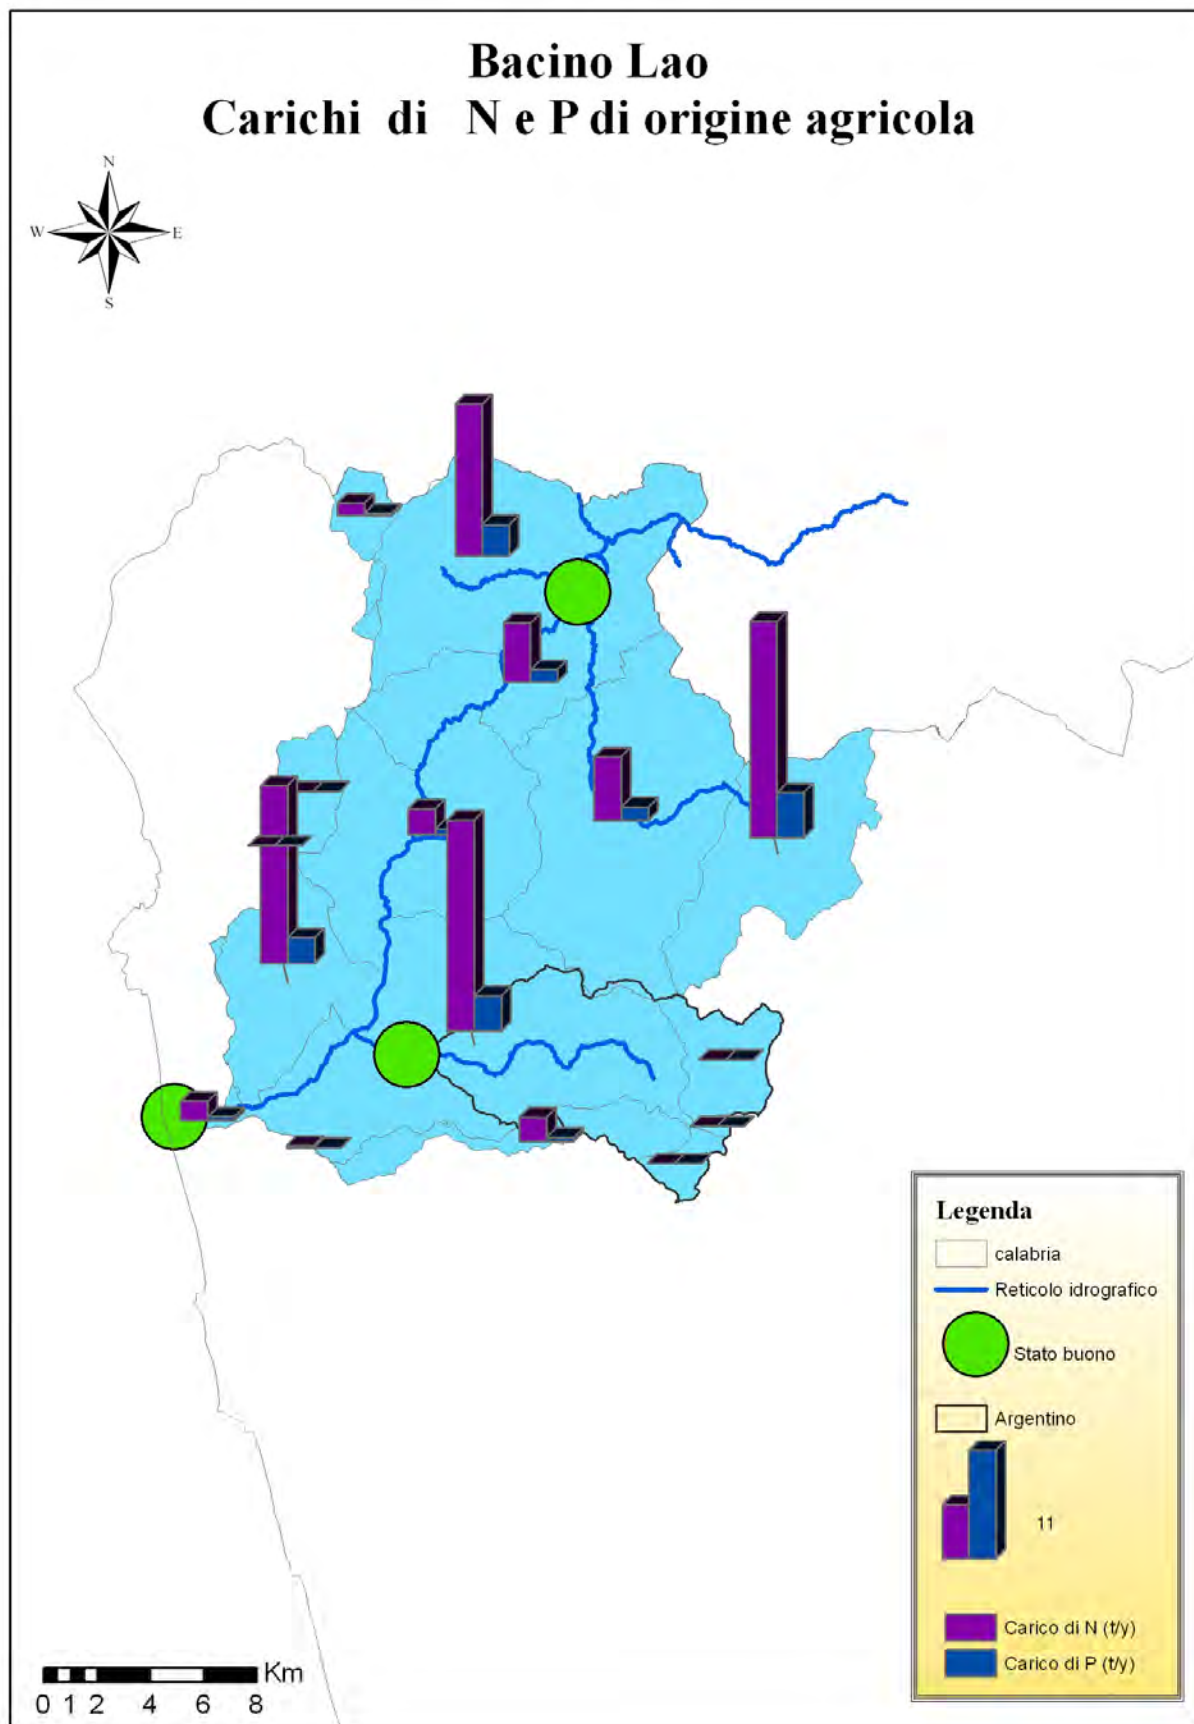 Bacino Lao
Carichi di N e P di origine agricola
N
W E
S
Legenda
calabria
Reticolo idrografico
Stato buono
Argentino
11
Carico di N (t/y)
Carico di P (t/y)
Km
0 1 2 4 6 8